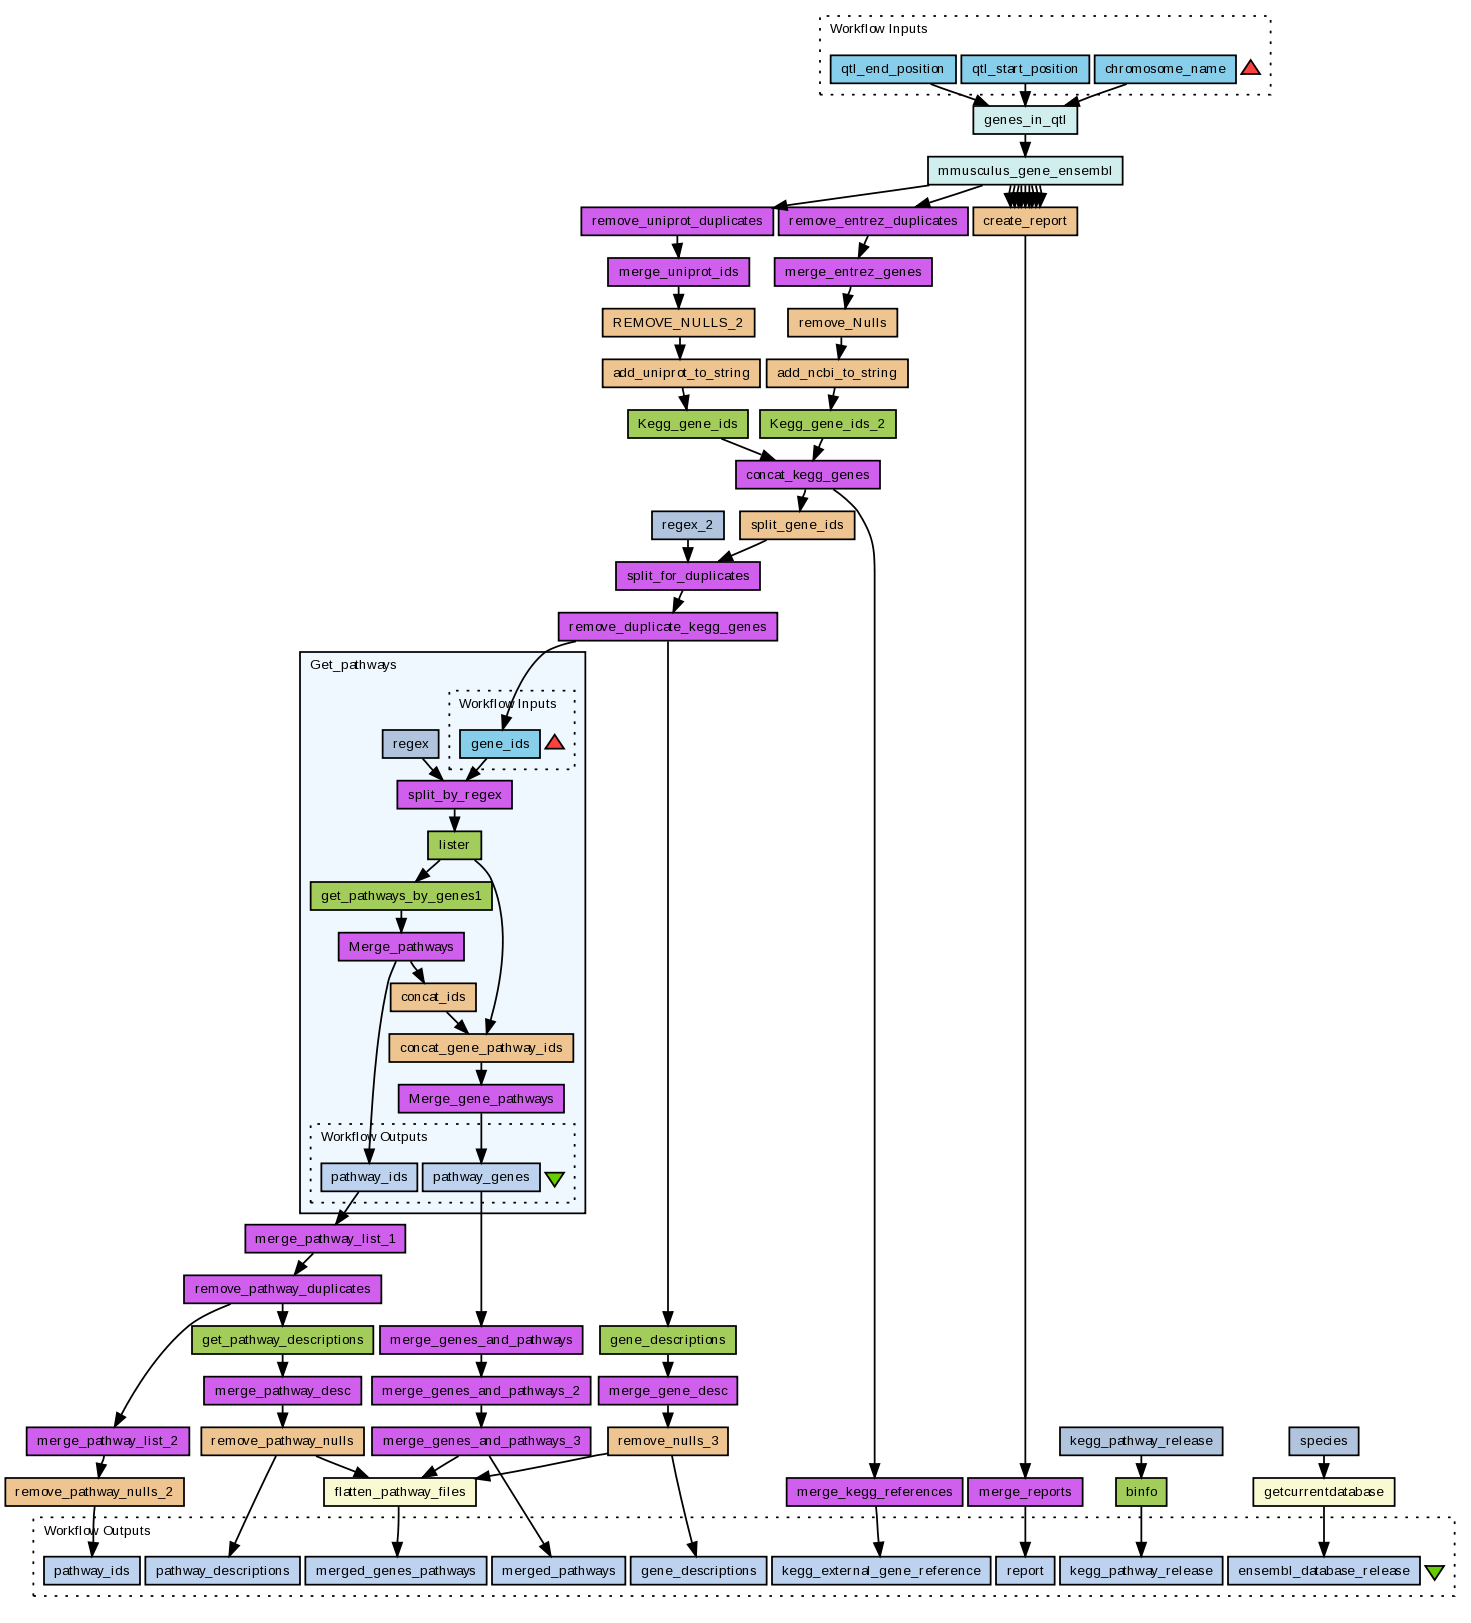 Workflow Inputs
qtl_end_position
qtl_start_position
chromosome_name
genes_in_qtl
mmusculus_gene_ensembl
remove_uniprot_duplicates
remove_entrez_duplicates
create_report
merge_uniprot_ids
merge_entrez_genes
REMOVE_NULLS_2
remove_Nulls
add_uniprot_to_string
add_ncbi_to_string
Kegg_gene_ids
Kegg_gene_ids_2
concat_kegg_genes
regex_2
split_gene_ids
split_for_duplicates
remove_duplicate_kegg_genes
Get_pathways
Workflow Inputs
regex
gene_ids
split_by_regex
lister
get_pathways_by_genes1
Merge_pathways
concat_ids
concat_gene_pathway_ids
Merge_gene_pathways
Workflow Outputs
pathway_ids
pathway_genes
merge_pathway_list_1
remove_pathway_duplicates
get_pathway_descriptions
merge_genes_and_pathways
gene_descriptions
merge_pathway_desc
merge_genes_and_pathways_2
merge_gene_desc
merge_pathway_list_2
remove_pathway_nulls
merge_genes_and_pathways_3
remove_nulls_3
kegg_pathway_release
species
remove_pathway_nulls_2
flatten_pathway_files
merge_kegg_references
merge_reports
binfo
getcurrentdatabase
Workflow Outputs
pathway_ids
pathway_descriptions
merged_genes_pathways
merged_pathways
gene_descriptions
kegg_external_gene_reference
report
kegg_pathway_release
ensembl_database_release